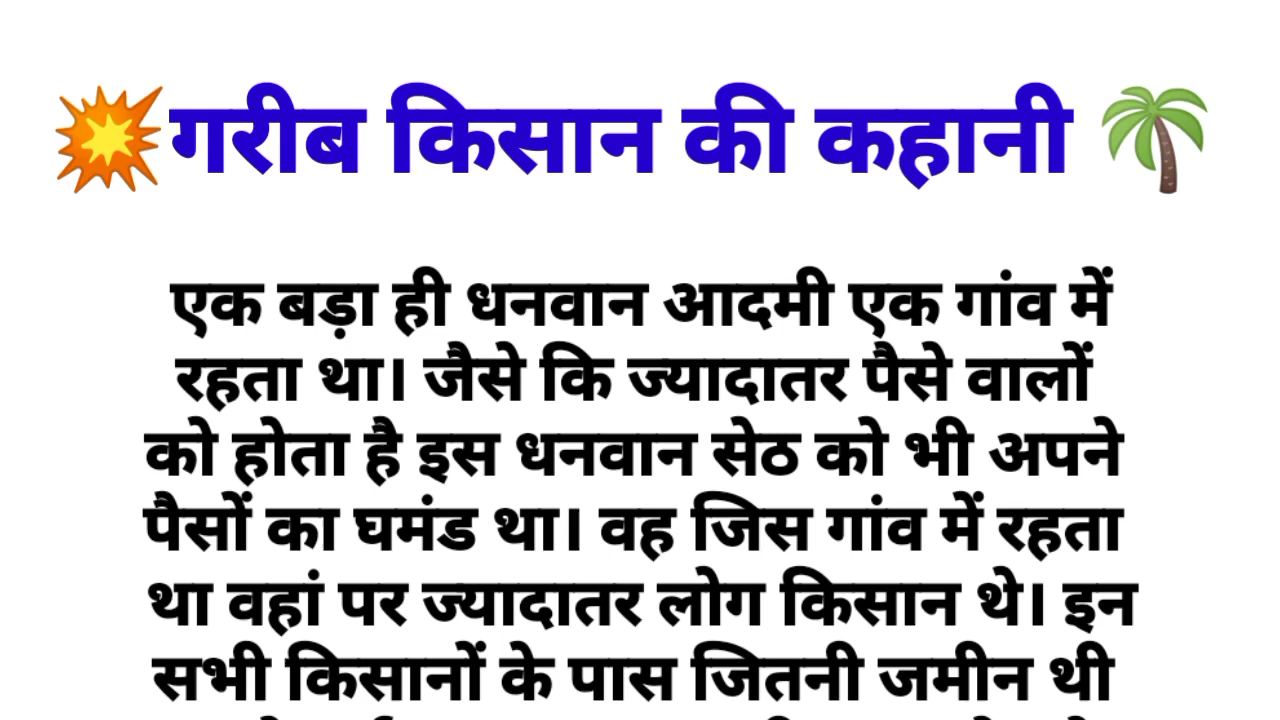 💥गरीब किसान की कहानी 🌴
एक बड़ा ही धनवान आदमी एक गांव में
रहता था। जैसे कि ज्यादातर पैसे वालों
को होता है इस धनवान सेठ को भी अपने
पैसों का घमंड था। वह जिस गांव में रहता
था वहां पर ज्यादातर लोग किसान थे। इन
सभी किसानों के पास जितनी जमीन थी